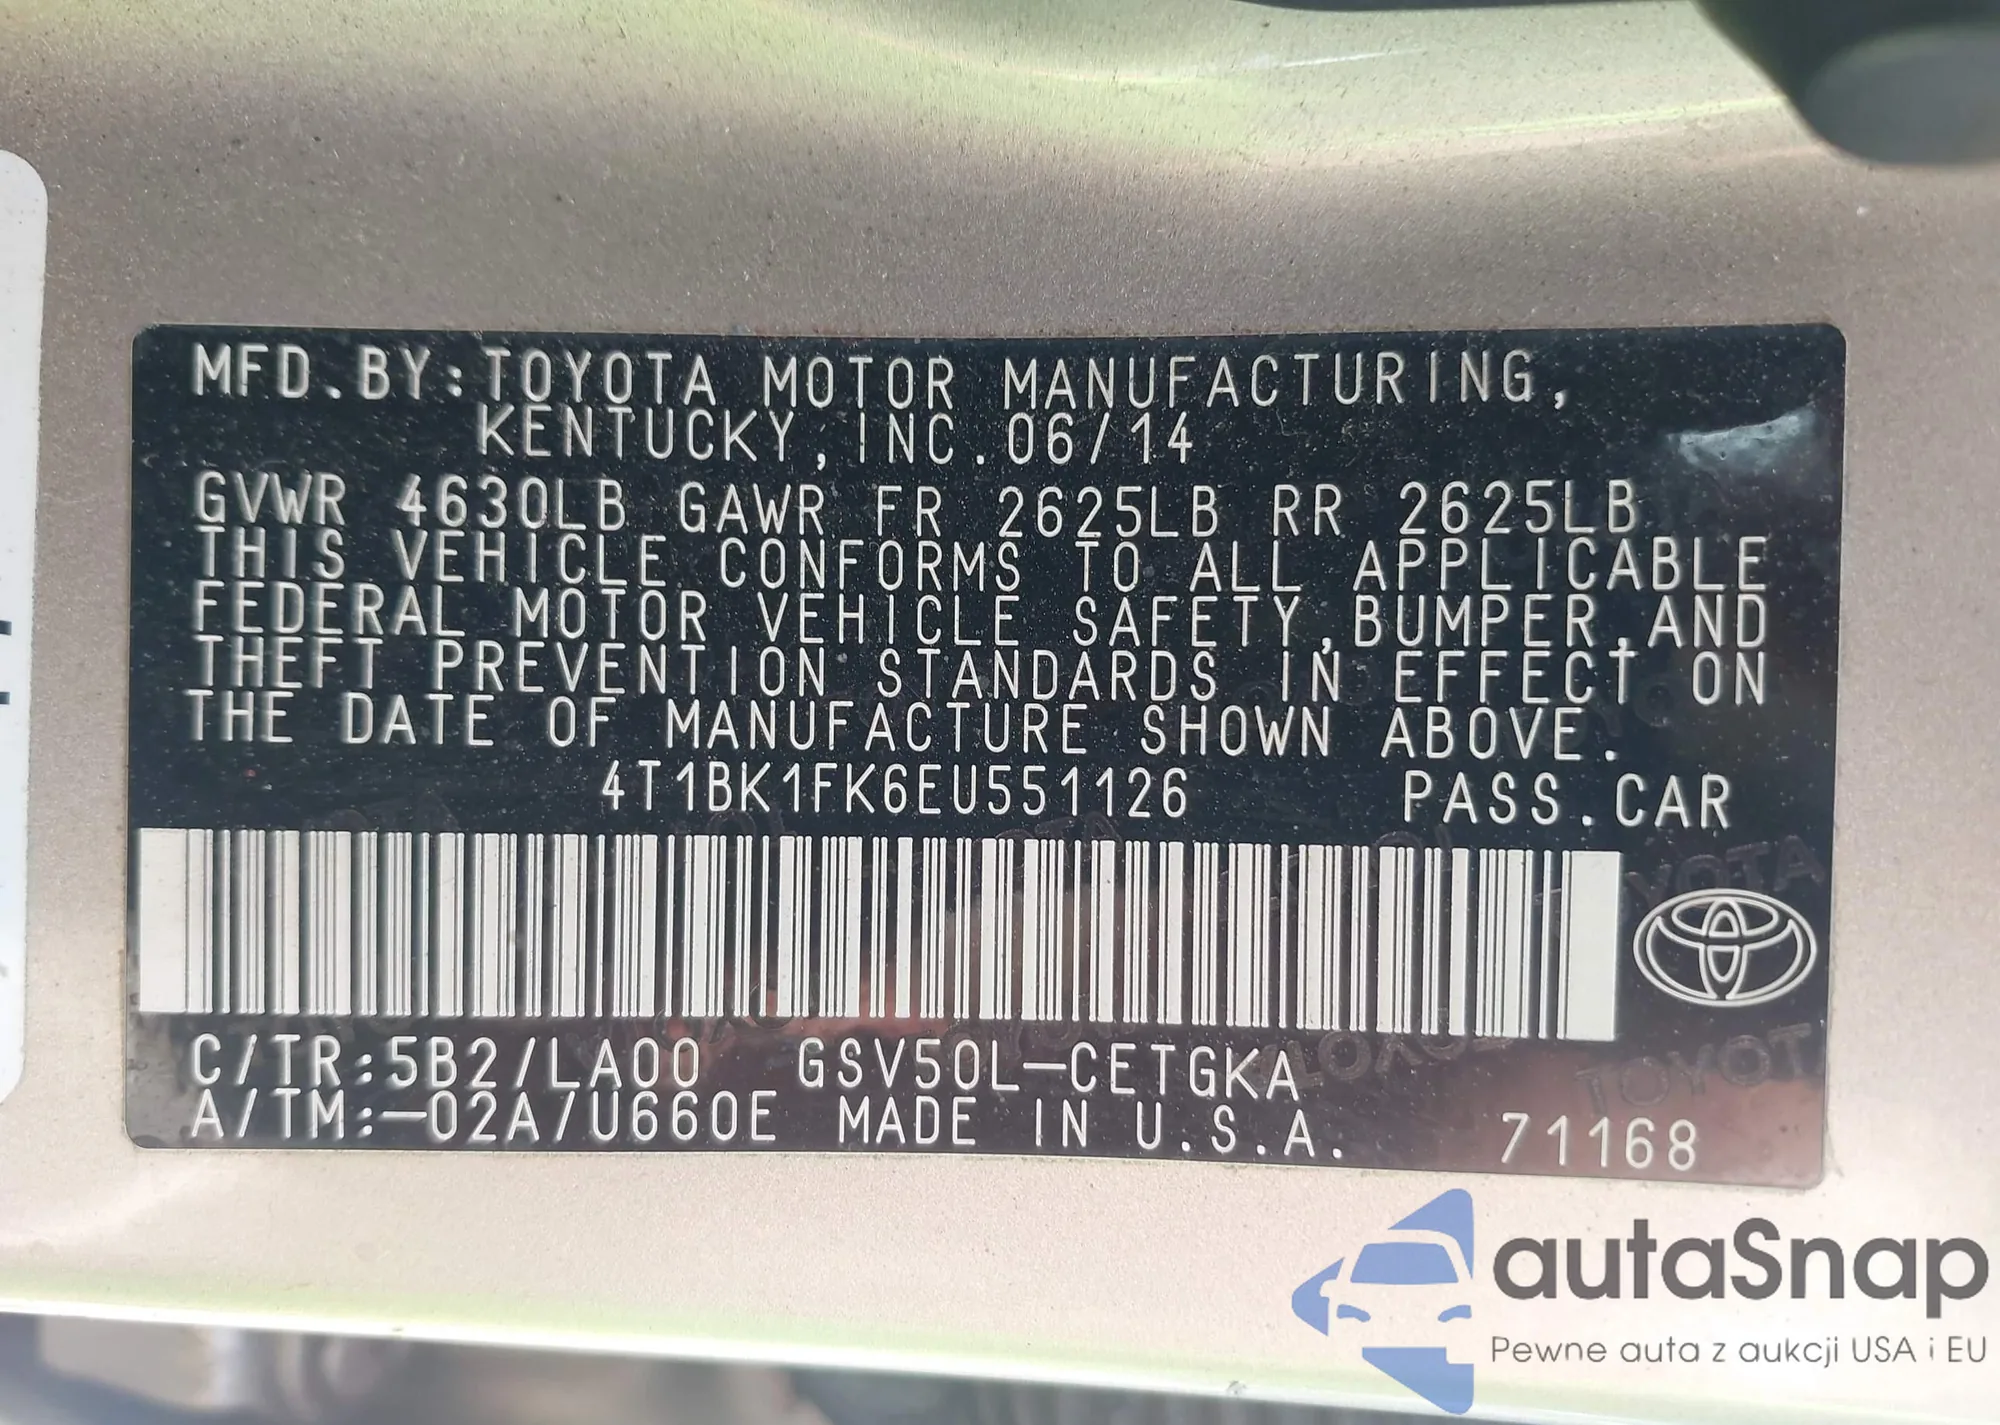 MFD.BY:TOYOTA MOTOR MANUFACTURING,
KENTUCKY,INC.06/14
GVWR 4630LB GAWR FR 2625LB RR 2625LB
THIS VEHICLE CONFORMS TO ALL APPLICABLE
FEDERAL MOTOR VEHICLE SAFETY,BUMPER,AND
THEFT PREVENTION STANDARDS IN EFFECT ON
THE DATE OF MANUFACTURE SHOWN ABOVE.
4T1BK1FK6EU551126 PASS.CAR
C/TR:5B2/LA00 GSV50L-CETGKA
A/TM:-02A/U660E MADE IN U.S.A. 71168
autaSnap
Pewne auta z aukcji USA i EU